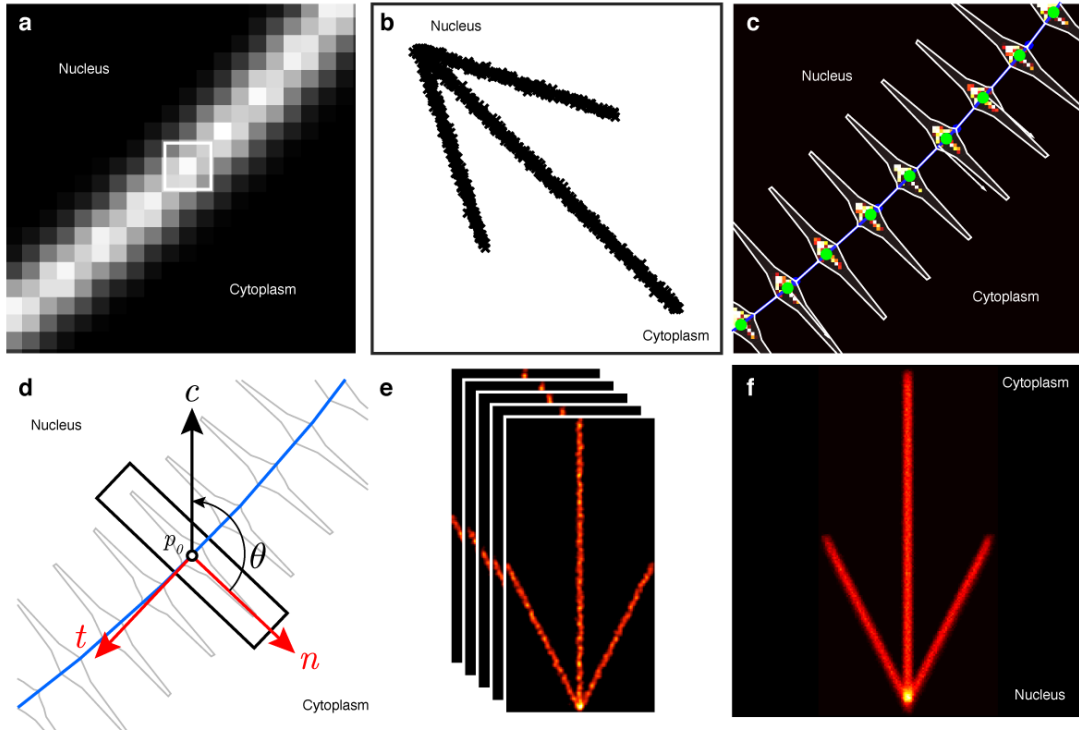 a
Nucleus
Cytoplasm
b
Nucleus
Cytoplasm
c
Nucleus
Cytoplasm
d
Nucleus
c
p0
θ
t
n
Cytoplasm
e
f
Cytoplasm
Nucleus